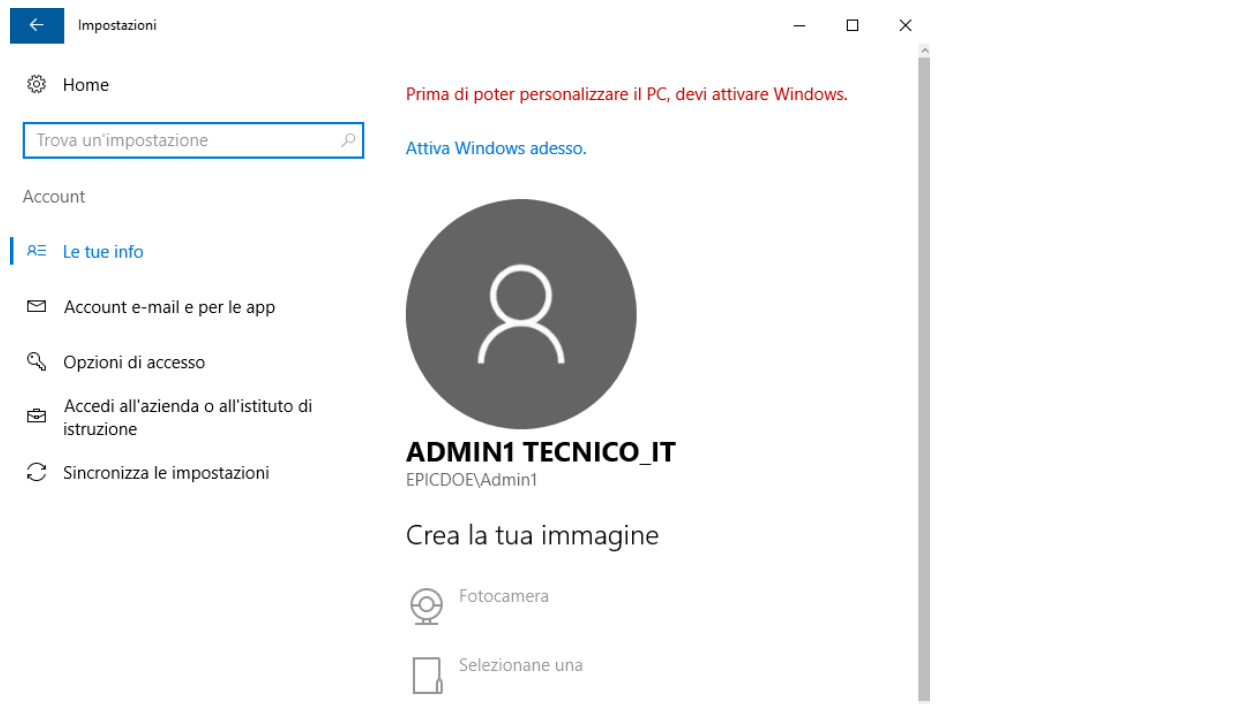 Impostazioni
Home
Trova un'impostazione
Account
Le tue info
Account e-mail e per le app
Opzioni di accesso
Accedi all'azienda o all'istituto di
istruzione
Sincronizza le impostazioni
Prima di poter personalizzare il PC, devi attivare Windows.
Attiva Windows adesso.
ADMIN1 TECNICO_IT
EPICDOE\Admin1
Crea la tua immagine
Fotocamera
Selezionane una